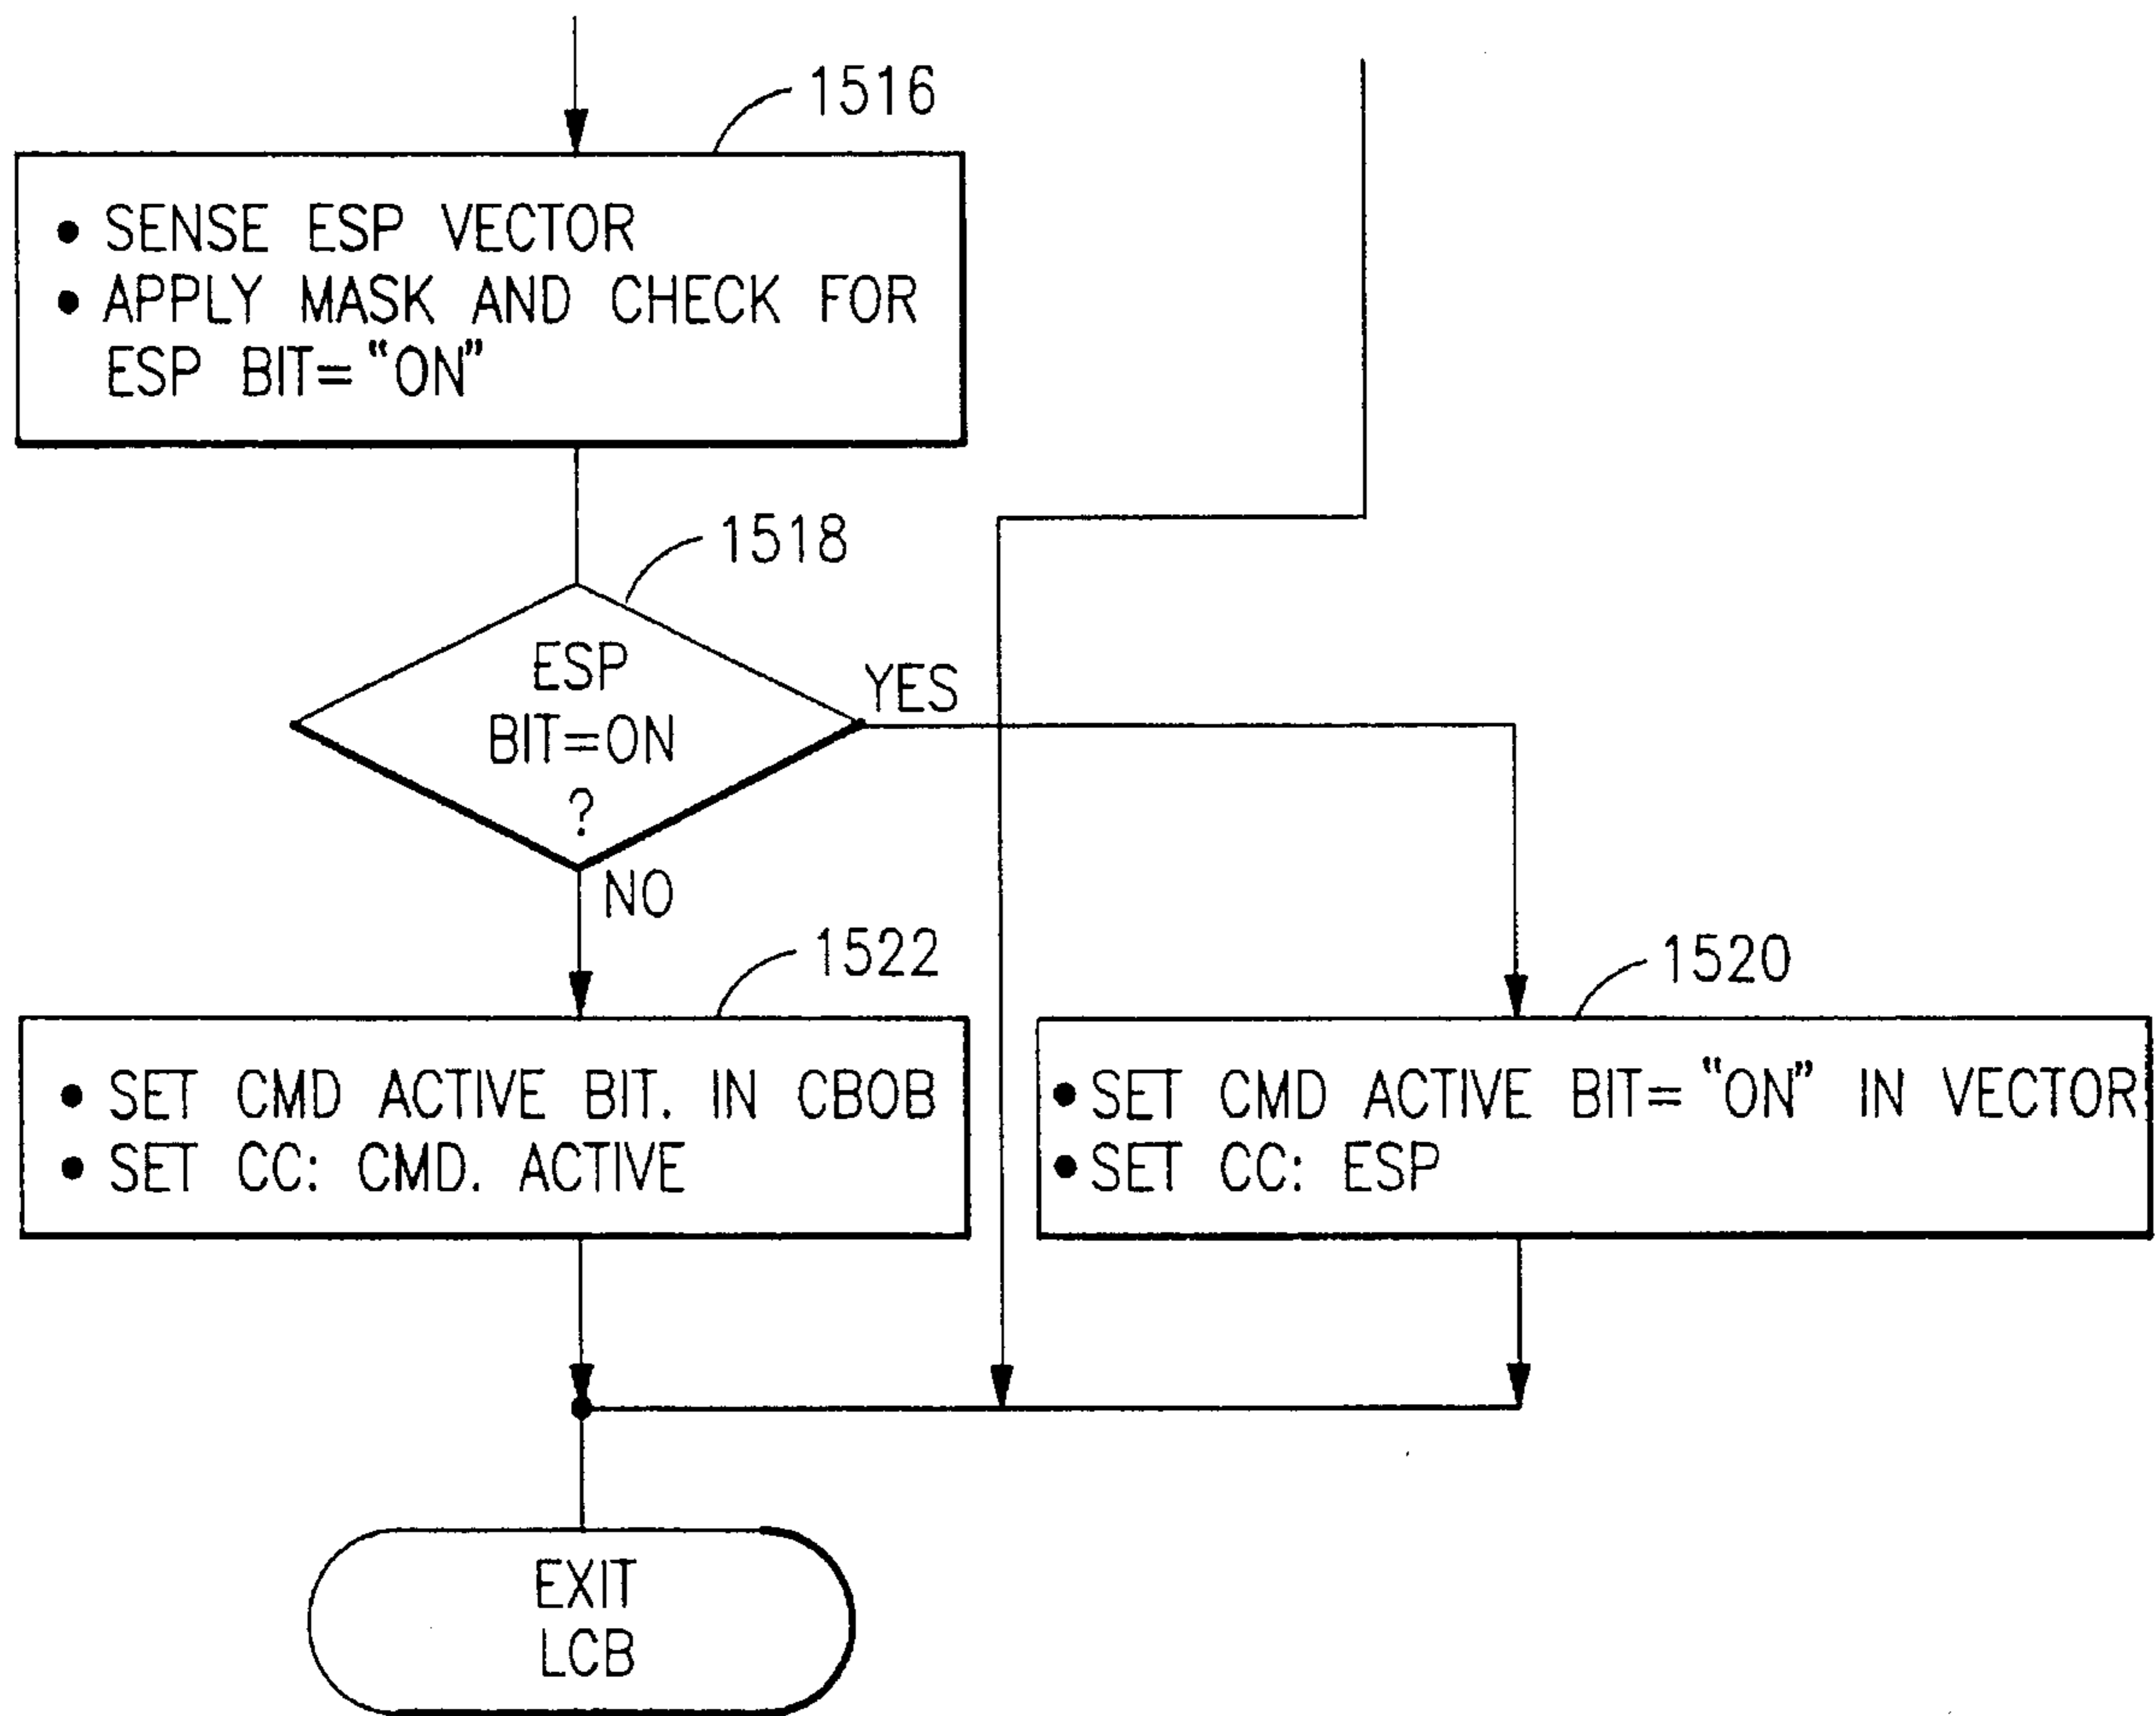 1516
• SENSE ESP VECTOR
• APPLY MASK AND CHECK FOR
ESP BIT="ON"
1518
ESP
BIT=ON
?
YES
NO
1522
• SET CMD ACTIVE BIT. IN CBOB
• SET CC: CMD. ACTIVE
1520
• SET CMD ACTIVE BIT="ON" IN VECTOR
• SET CC: ESP
EXIT
LCB